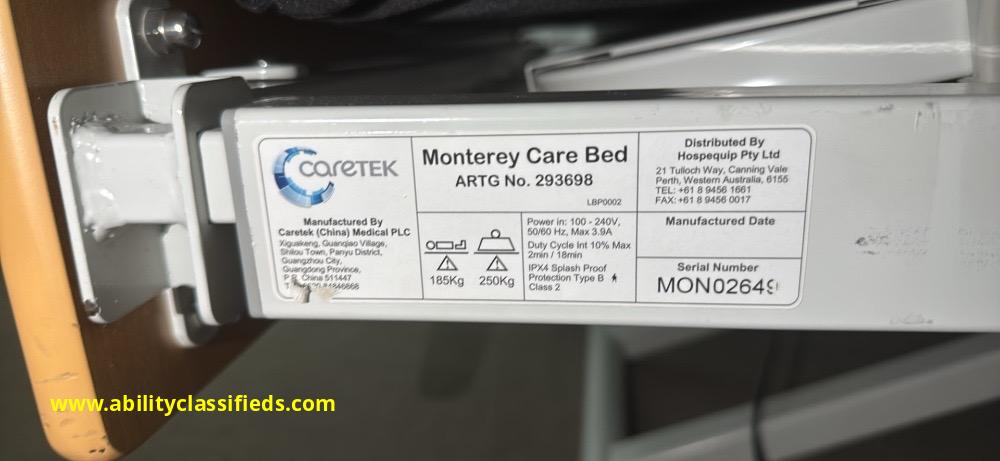 CARETEK
Manufactured By
Caretek (China) Medical PLC
Xiguakeng, Guanqiao Village,
Shilou Town, Panyu District,
Guangzhou City,
Guangdong Province,
P.R. China 511447
Monterey Care Bed
ARTG No. 293698
LBP0002
185Kg
250Kg
Power in: 100 - 240V,
50/60 Hz, Max 3.9A
Duty Cycle Int 10% Max
2min / 18min
IPX4 Splash Proof
Protection Type B
Class 2
Distributed By
Hospequip Pty Ltd
21 Tulloch Way, Canning Vale
Perth, Western Australia, 6155
TEL: +61 8 9456 1661
FAX: +61 8 9456 0017
Manufactured Date
Serial Number
MON02649
www.abilityclassifieds.com